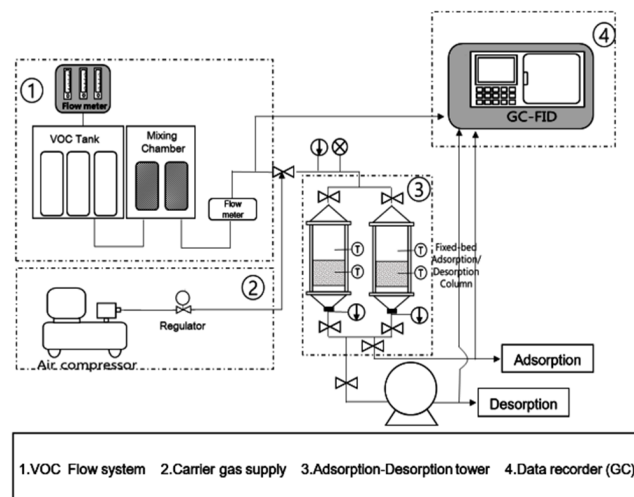 1
Flow meter
VOC Tank
Mixing
Chamber
Flow
meter
2
Regulator
Air compressor
3
T
T
T
T
Fixed-bed
Adsorption/
Desorption
Column
4
GC-FID
Adsorption
Desorption
1.VOC Flow system 2.Carrier gas supply 3.Adsorption-Desorption tower 4.Data recorder (GC)